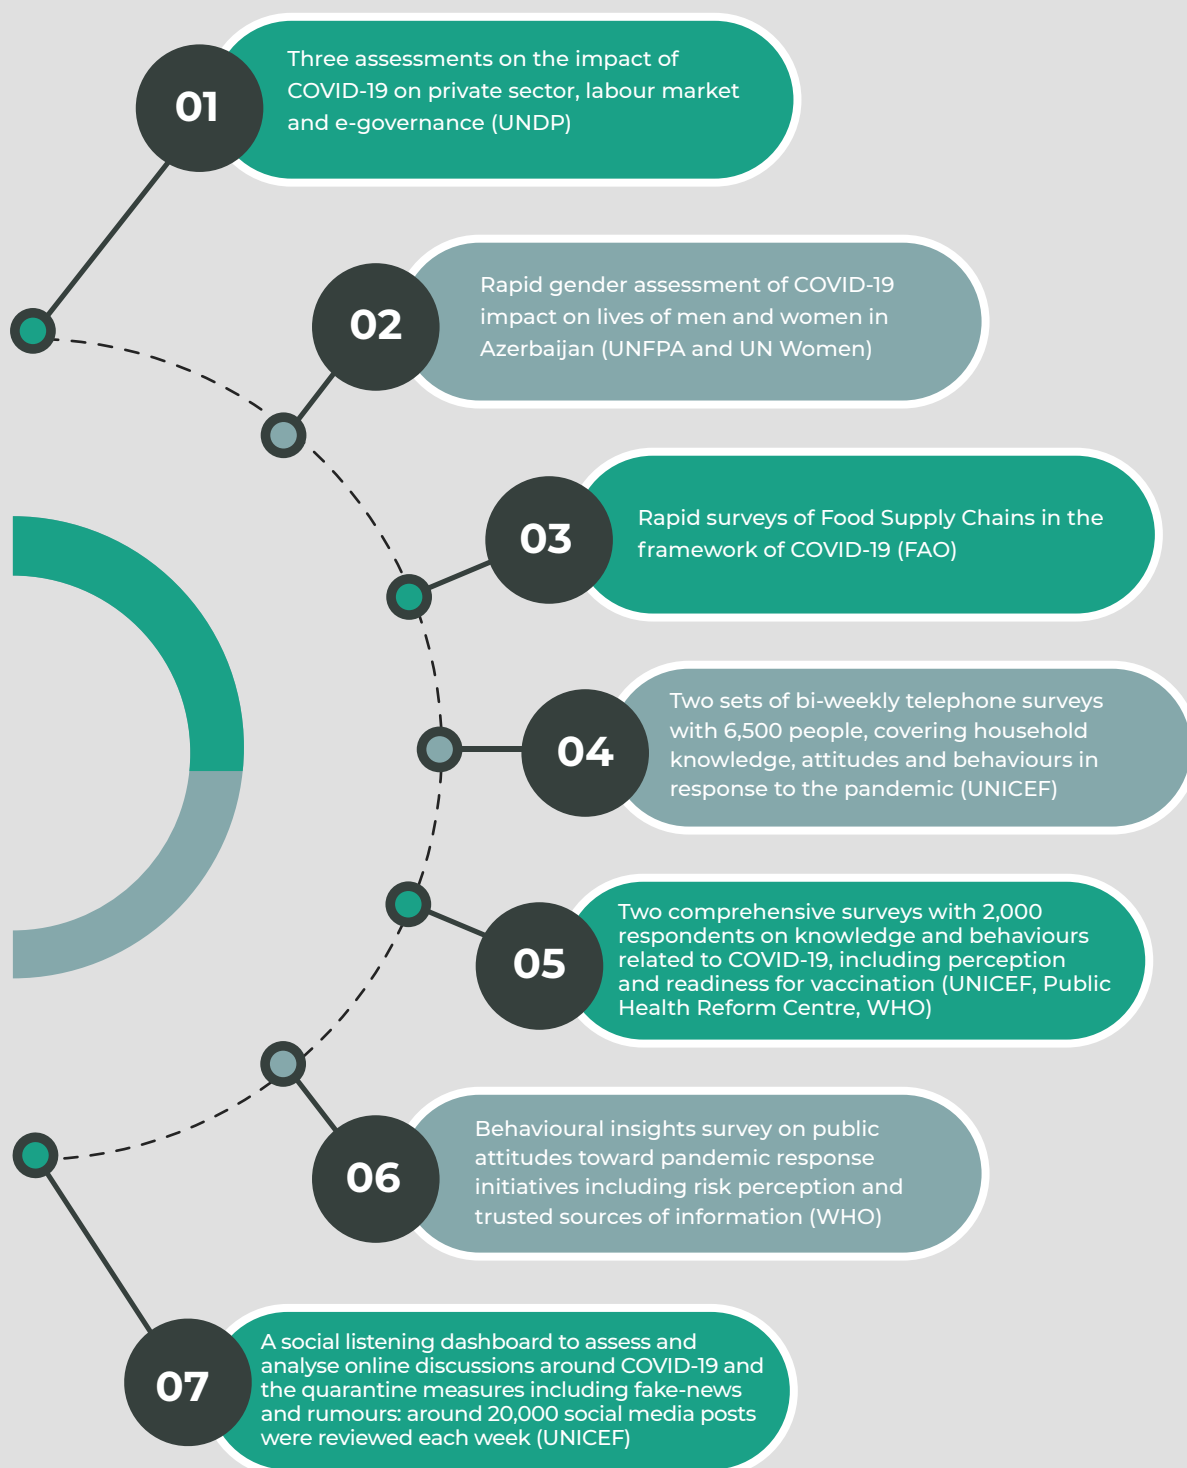 01
Three assessments on the impact of
COVID-19 on private sector, labour market
and e-governance (UNDP)
02
Rapid gender assessment of COVID-19
impact on lives of men and women in
Azerbaijan (UNFPA and UN Women)
03
Rapid surveys of Food Supply Chains in the
framework of COVID-19 (FAO)
04
Two sets of bi-weekly telephone surveys
with 6,500 people, covering household
knowledge, attitudes and behaviours in
response to the pandemic (UNICEF)
05
Two comprehensive surveys with 2,000
respondents on knowledge and behaviours
related to COVID-19, including perception
and readiness for vaccination (UNICEF, Public
Health Reform Centre, WHO)
06
Behavioural insights survey on public
attitudes toward pandemic response
initiatives including risk perception and
trusted sources of information (WHO)
07
A social listening dashboard to assess and
analyse online discussions around COVID-19 and
the quarantine measures including fake-news
and rumours: around 20,000 social media posts
were reviewed each week (UNICEF)